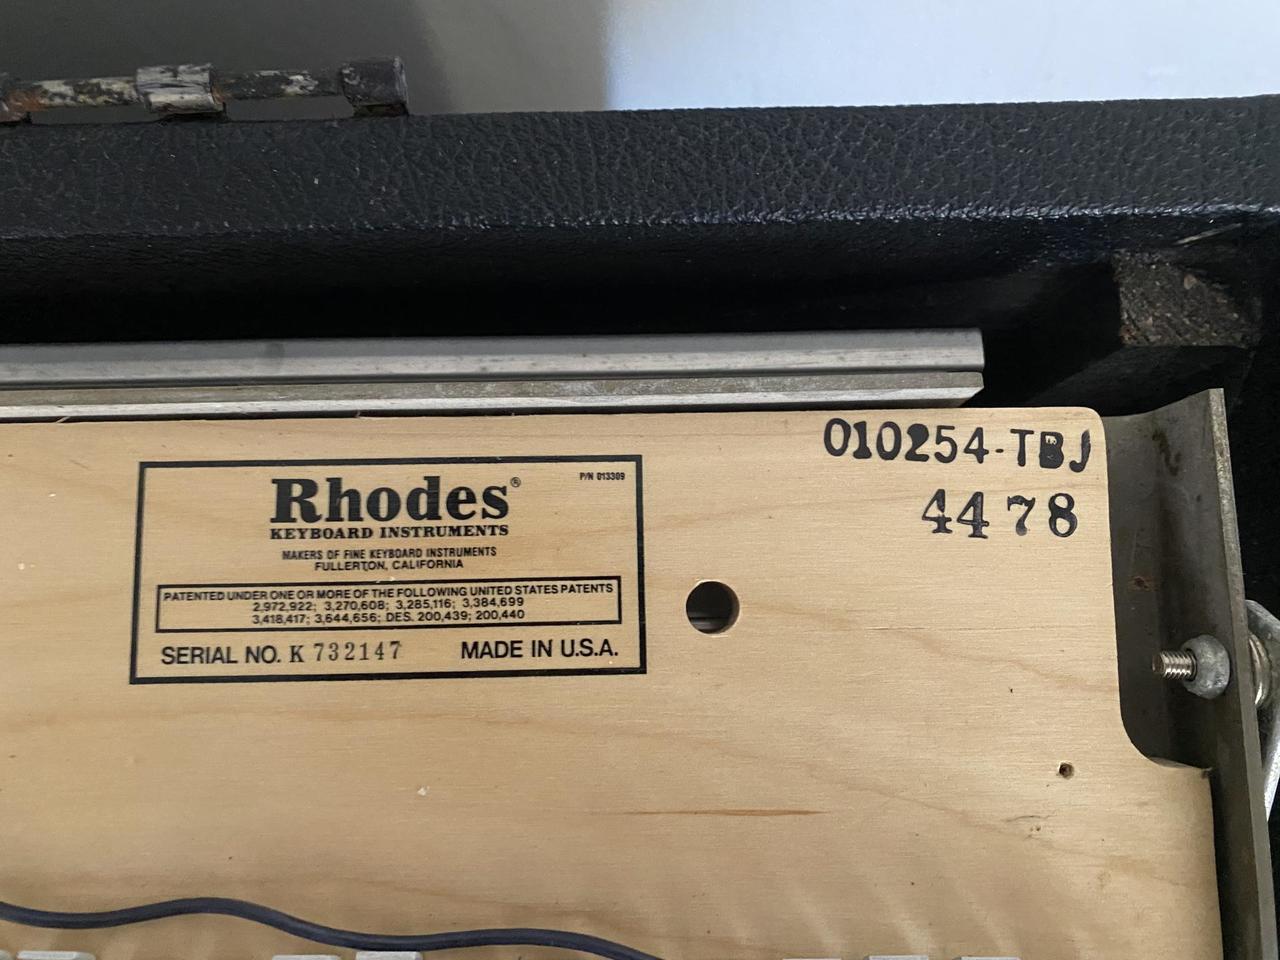 010254-TBJ
4478
P/N 013309
Rhodes®
KEYBOARD INSTRUMENTS
MAKERS OF FINE KEYBOARD INSTRUMENTS
FULLERTON, CALIFORNIA
PATENTED UNDER ONE OR MORE OF THE FOLLOWING UNITED STATES PATENTS
2,972,922; 3,270,608; 3,285,116; 3,384,699
3,418,417; 3,644,656; DES. 200,439; 200,440
SERIAL NO. K 732147 MADE IN U.S.A.